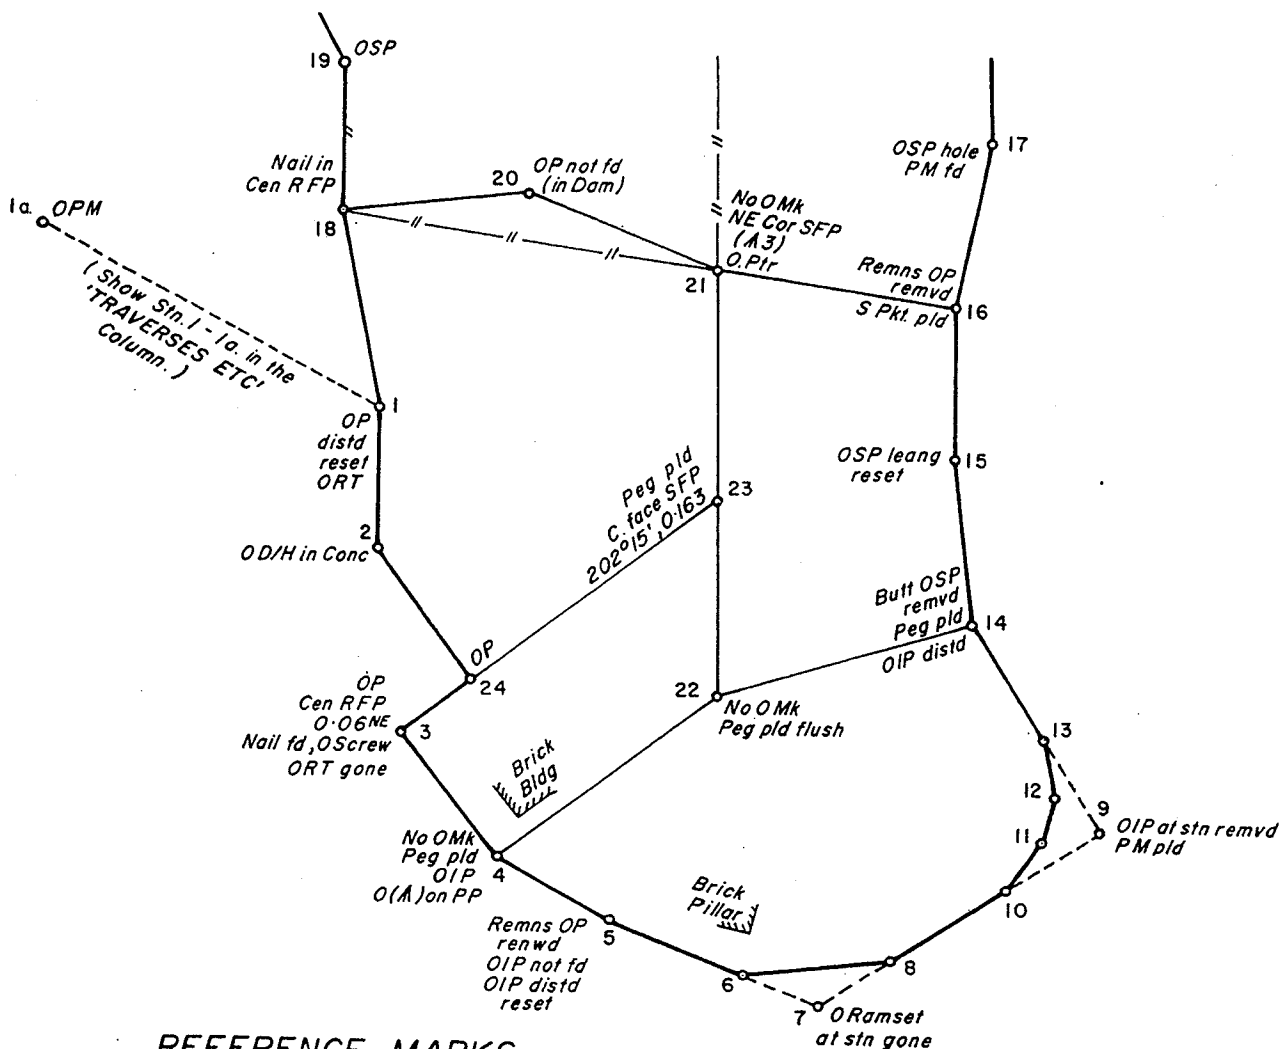 19 OSP
Nail in
Cen RFP
18
1a. OPM
(Show Stn. 1 - 1a. in the
'TRAVERSES ETC'
Column.)
OP not fd
20 (in Dam)
No O Mk
NE Cor SFP
(A3)
O.Ptr
21
OSP hole
PM fd
17
Remns OP
remvd
S Pkt. pld
16
1
OP
distd
reset
ORT
2
O D/H in Conc
Peg pld
C. face SFP
202°15', 0.163
23
OSP leang
reset
15
Butt OSP
remvd
Peg pld
OIP distd
14
OP
24
OP
Cen RFP
0.06 NE
Nail fd, O Screw
ORT gone
3
22
No O Mk
Peg pld flush
Brick
Bldg
13
12
11
9
OIP at stn remvd
PM pld
10
No O Mk
Peg pld
OIP
O(A) on PP
4
Brick
Pillar
Remns OP
renwd
OIP not fd
OIP distd
reset
5
6
8
7
O Ramset
at stn gone
REFERENCE MARKS